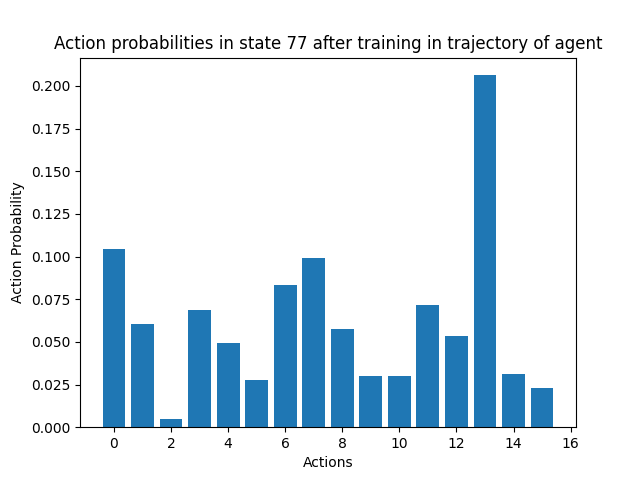 Action probabilities in state 77 after training in trajectory of agent
0.200
0.175
0.150
0.125
0.100
0.075
0.050
0.025
0.000
Action Probability
0 2 4 6 8 10 12 14 16
Actions